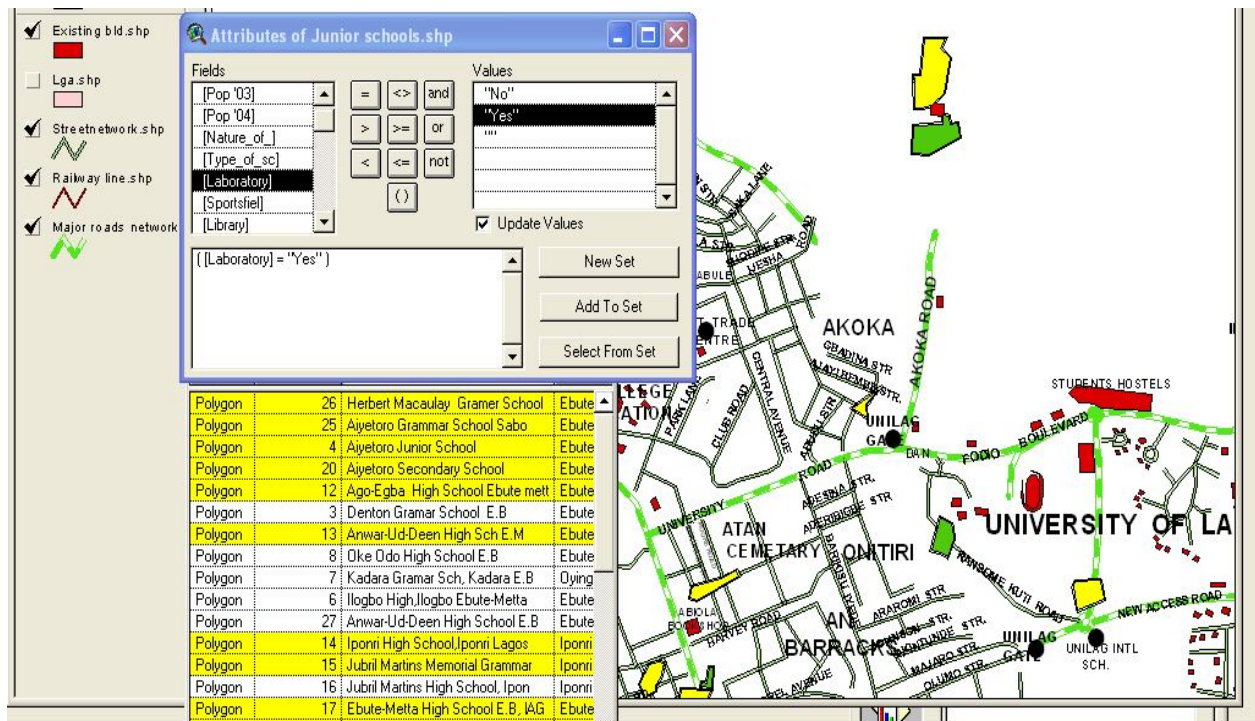 Existing bld.shp
Lga.shp
Streetnetwork.shp
Railway line.shp
Major roads network
Attributes of Junior schools.shp
Fields
[Pop '03]
[Pop '04]
[Nature_of_]
[Type_of_sc]
[Laboratory]
[Sportsfiel]
[Library]
= <> and
> >= or
< <= not
( )
Values
"No"
"Yes"
""
Update Values
( [Laboratory] = "Yes" )
New Set
Add To Set
Select From Set
Polygon 26 Herbert Macaulay Gramer School Ebute
Polygon 25 Aiyetoro Grammar School Sabo Ebute
Polygon 4 Aiyetoro Junior School Ebute
Polygon 20 Aiyetoro Secondary School Ebute
Polygon 12 Ago-Egba High School Ebute mett Ebute
Polygon 3 Denton Gramar School E.B Ebute
Polygon 13 Anwar-Ud-Deen High Sch E.M Ebute
Polygon 8 Oke Odo High School E.B Ebute
Polygon 7 Kadara Gramar Sch, Kadara E.B Oying
Polygon 6 Ilogbo High,Ilogbo Ebute-Metta Ebute
Polygon 27 Anwar-Ud-Deen High School E.B Ebute
Polygon 14 Iponri High School,Iponri Lagos Iponri
Polygon 15 Jubril Martins Memorial Grammar Iponri
Polygon 16 Jubril Martins High School, Ipon Iponri
Polygon 17 Ebute-Metta High School E.B, IAG Ebute
IJESHA
ROAD
AKOKA
AKOKA ROAD
GBADINA STR
CENTRAL AVENUE
CLUB ROAD
PARK LANE
UNILAG
GATE
STUDENTS HOSTELS
DAN FODIO BOULEVARD
UNIVERSITY ROAD
ADESINA STR.
ADERIBIGBE STR
ATAN
CEMETARY
ONITIRI
UNIVERSITY OF LA
RANSOME KUTI ROAD
NEW ACCESS ROAD
ABIOLA
BOOKSHOP
HARVEY ROAD
BARRACKS
ARAROMI STR
MAJARO STR.
OLUMO STR.
UNILAG
GATE
UNILAG INTL
SCH.